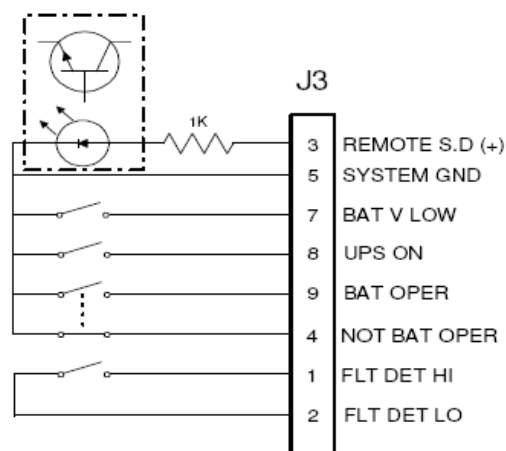 J3
1K
3 REMOTE S.D (+)
5 SYSTEM GND
7 BAT V LOW
8 UPS ON
9 BAT OPER
4 NOT BAT OPER
1 FLT DET HI
2 FLT DET LO